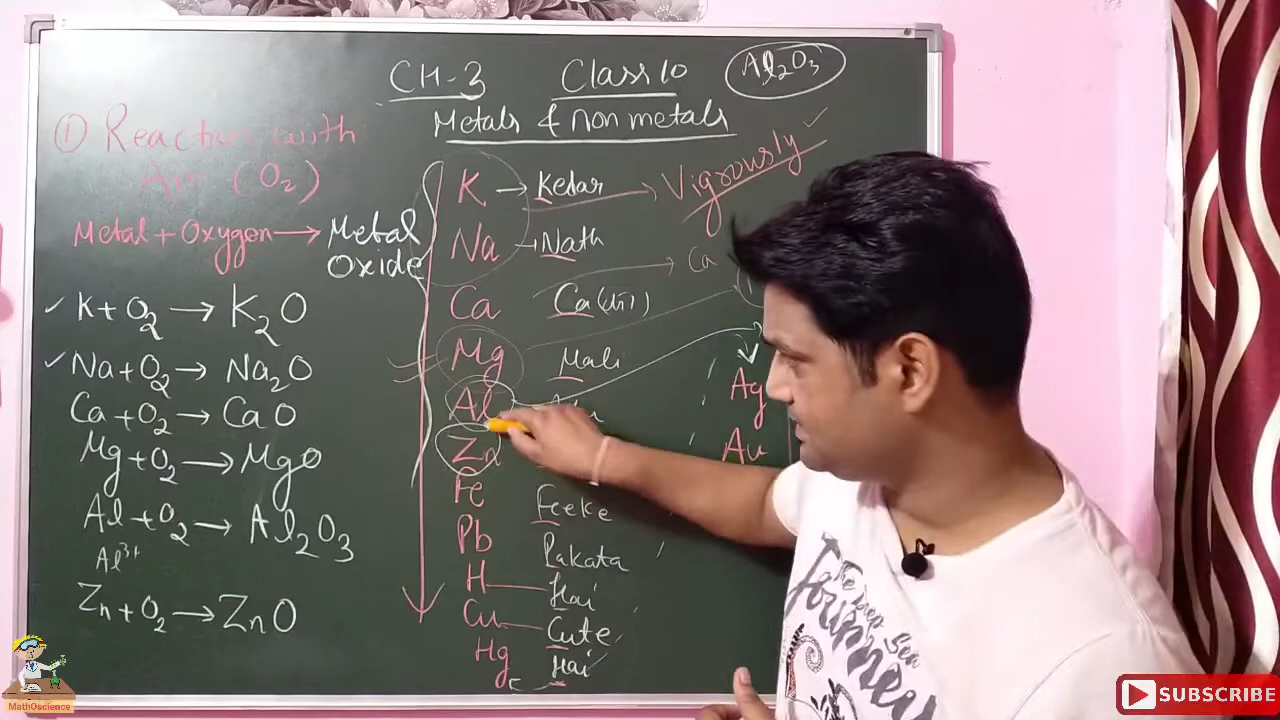 CH-3 Class 10 Al₂O₃
Metals & non metals
① Reaction with
Air (O₂)
Metal + Oxygen → Metal
Oxide
✓ K + O₂ → K₂O
✓ Na + O₂ → Na₂O
Ca + O₂ → CaO
Mg + O₂ → MgO
Al + O₂ → Al₂O₃
Al³⁺
Zn + O₂ → ZnO
K → Kedar → Vigrously ✓
Na → Nath
Ca Ca
Mg Mali
Al
Zn
Fe Feeke
Pb Pakata
H Hai
Cu Cute
Hg Hai
Ca
Ag
Au
MathOscience
SUBSCRIBE